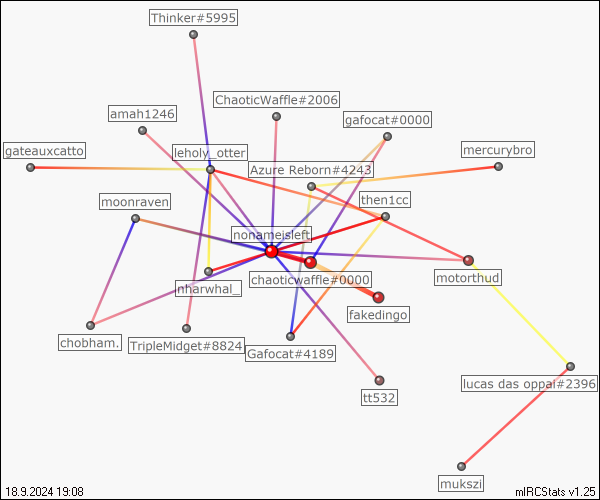 Thinker#5995
ChaoticWaffle#2006
amah1246
gafocat#0000
gateauxcatto
leholy_otter
mercurybro
Azure Reborn#4243
moonraven
then1cc
nonameisleft
chaoticwaffle#0000
motorthud
nharwhal_
fakedingo
chobham.
TripleMidget#8824
Gafocat#4189
lucas das oppai#2396
tt532
mukszi
18.9.2024 19:08
mIRCStats v1.25